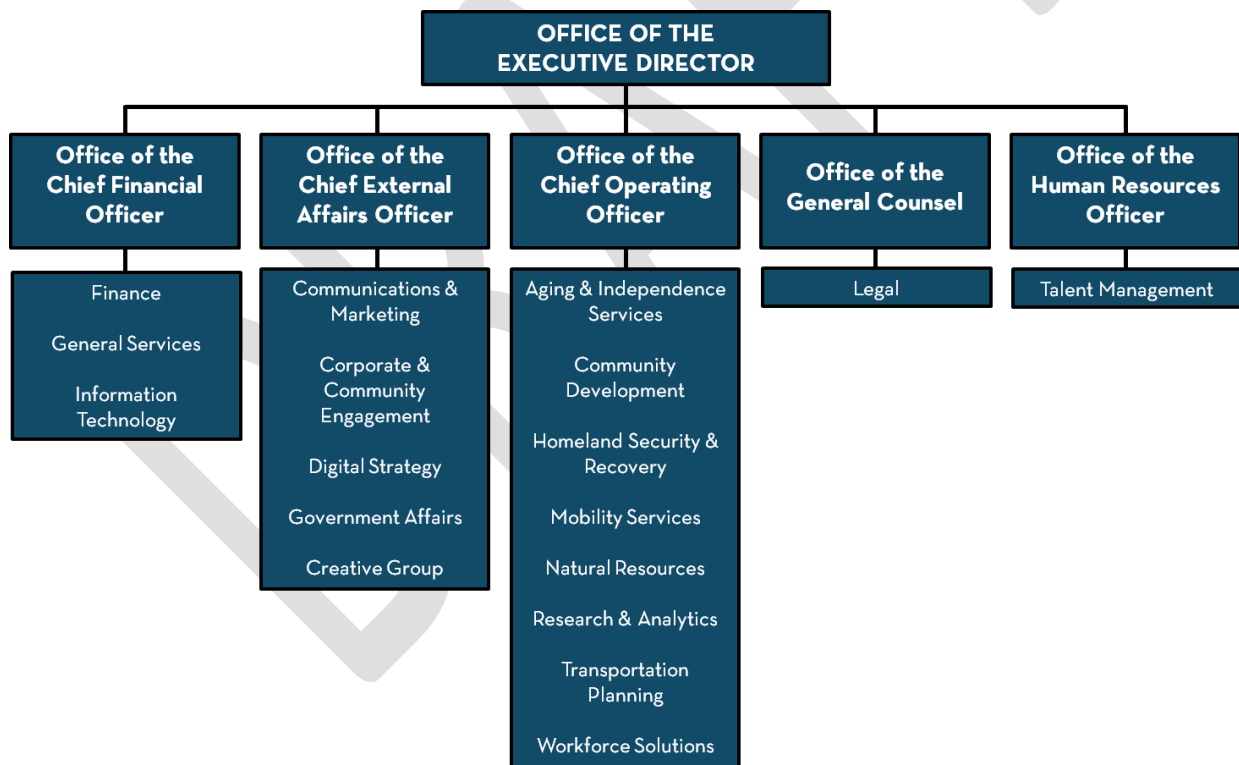 OFFICE OF THE
EXECUTIVE DIRECTOR
Office of the
Chief Financial
Officer
Finance
General Services
Information
Technology
Office of the
Chief External
Affairs Officer
Communications &
Marketing
Corporate &
Community
Engagement
Digital Strategy
Government Affairs
Creative Group
Office of the
Chief Operating
Officer
Aging & Independence
Services
Community
Development
Homeland Security &
Recovery
Mobility Services
Natural Resources
Research & Analytics
Transportation
Planning
Workforce Solutions
Office of the
General Counsel
Legal
Office of the
Human Resources
Officer
Talent Management